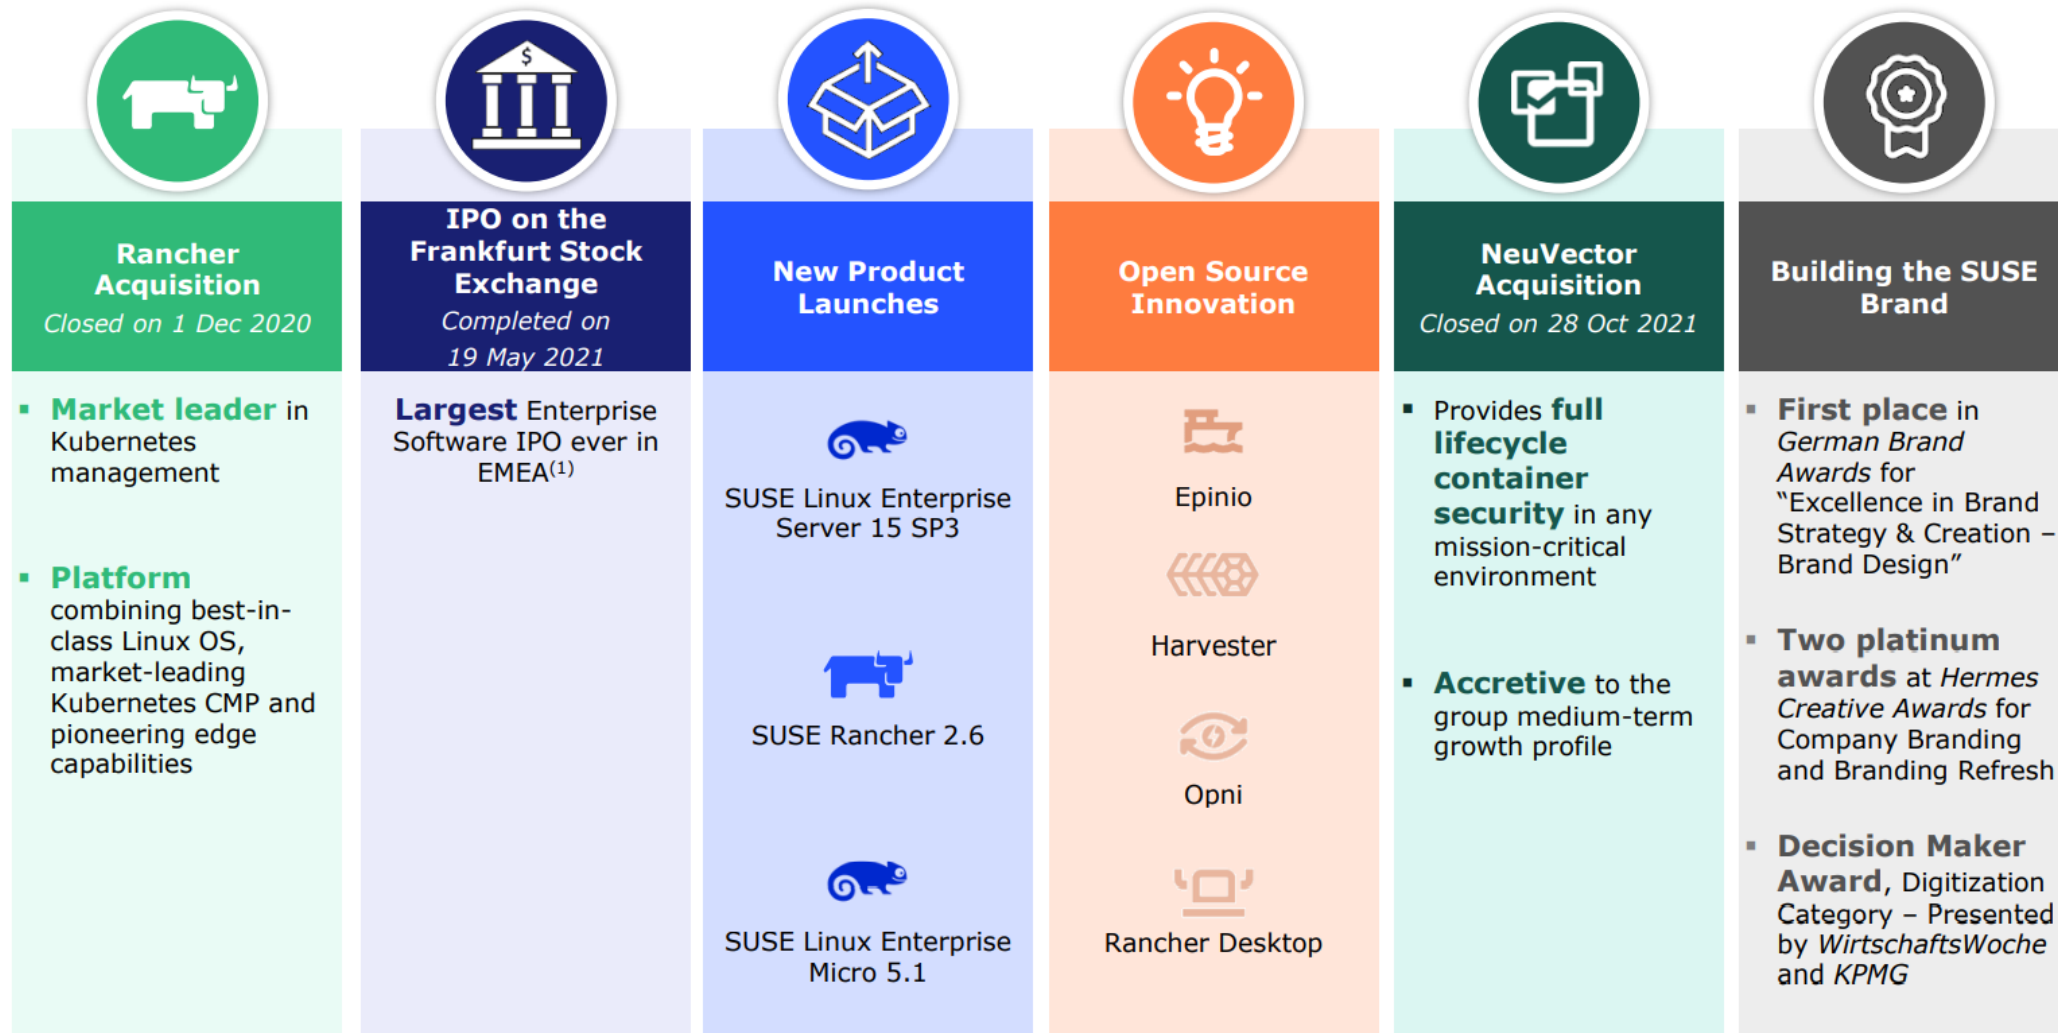 Rancher
Acquisition
Closed on 1 Dec 2020
▪ Market leader in
Kubernetes
management
▪ Platform
combining best-in-
class Linux OS,
market-leading
Kubernetes CMP and
pioneering edge
capabilities
$
IPO on the
Frankfurt Stock
Exchange
Completed on
19 May 2021
Largest Enterprise
Software IPO ever in
EMEA(1)
New Product
Launches
SUSE Linux Enterprise
Server 15 SP3
SUSE Rancher 2.6
SUSE Linux Enterprise
Micro 5.1
Open Source
Innovation
Epinio
Harvester
Opni
Rancher Desktop
NeuVector
Acquisition
Closed on 28 Oct 2021
▪ Provides full
lifecycle
container
security in any
mission-critical
environment
▪ Accretive to the
group medium-term
growth profile
Building the SUSE
Brand
▪ First place in
German Brand
Awards for
“Excellence in Brand
Strategy & Creation –
Brand Design”
▪ Two platinum
awards at Hermes
Creative Awards for
Company Branding
and Branding Refresh
▪ Decision Maker
Award, Digitization
Category – Presented
by WirtschaftsWoche
and KPMG